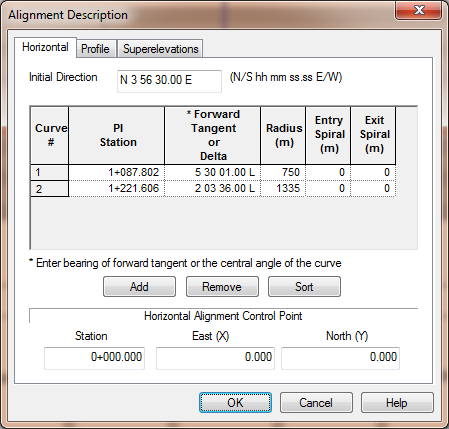 Alignment Description
Horizontal Profile Superelevations
Initial Direction N 3 56 30.00 E (N/S hh mm ss.ss E/W)
Curve # PI Station * Forward Tangent or Delta Radius (m) Entry Spiral (m) Exit Spiral (m)
1 1+087.802 5 30 01.00 L 750 0 0
2 1+221.606 2 03 36.00 L 1335 0 0
* Enter bearing of forward tangent or the central angle of the curve
Add Remove Sort
Horizontal Alignment Control Point
Station East (X) North (Y)
0+000.000 0.000 0.000
OK Cancel Help